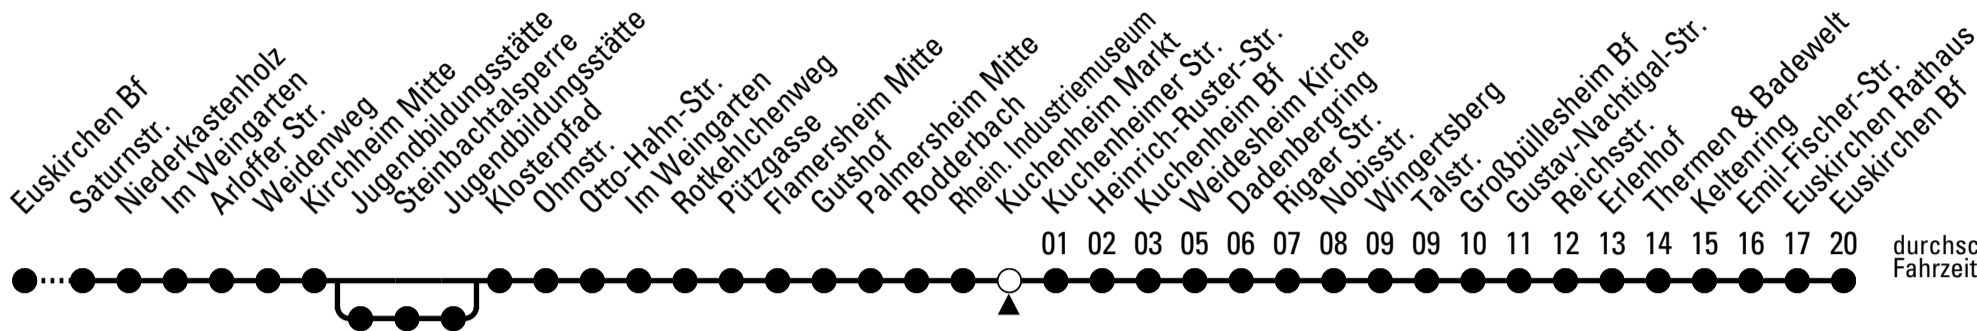 Euskirchen Bf
Saturnstr.
Niederkastenholz
Im Weingarten
Arloffer Str.
Weidenweg
Kirchheim Mitte
Jugendbildungsstätte
Steinbachtalsperre
Jugendbildungsstätte
Klosterpfad
Ohmstr.
Otto-Hahn-Str.
Im Weingarten
Rotkehlchenweg
Pützgasse
Flamersheim Mitte
Gutshof
Palmersheim Mitte
Rodderbach
Rhein. Industriemuseum
Kuchenheim Markt
Kuchenheimer Str.
Heinrich-Ruster-Str.
Kuchenheim Bf
Weidesheim Kirche
Dadenbergring
Rigaer Str.
Nobisstr.
Wingertsberg
Talstr.
Großbüllesheim Bf
Gustav-Nachtigal-Str.
Reichsstr.
Erlenhof
Thermen & Badewelt
Keltenring
Emil-Fischer-Str.
Euskirchen Rathaus
Euskirchen Bf
01 02 03 05 06 07 08 09 09 10 11 12 13 14 15 16 17 20
durchsc
Fahrzeit